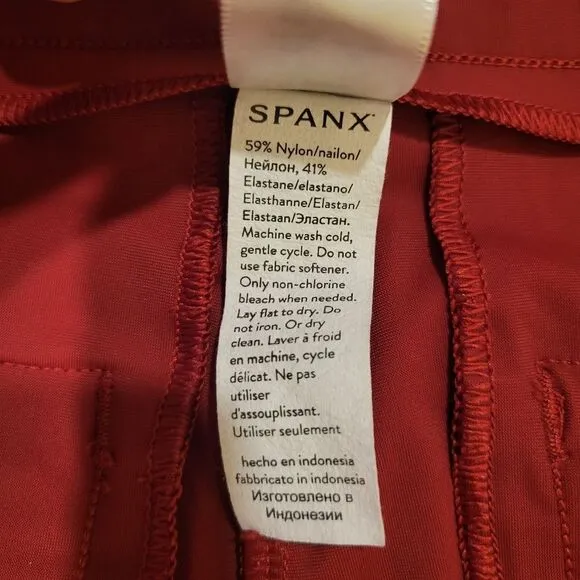 SPANX
59% Nylon/nailon/
Нейлон, 41%
Elastane/elastano/
Elasthanne/Elastan/
Elastaan/Эластан.
Machine wash cold,
gentle cycle. Do not
use fabric softener.
Only non-chlorine
bleach when needed.
Lay flat to dry. Do
not iron. Or dry
clean. Laver à froid
en machine, cycle
délicat. Ne pas
utiliser
d'assouplissant.
Utiliser seulement
hecho en indonesia
fabbricato in indonesia
Изготовлено в
Индонезии